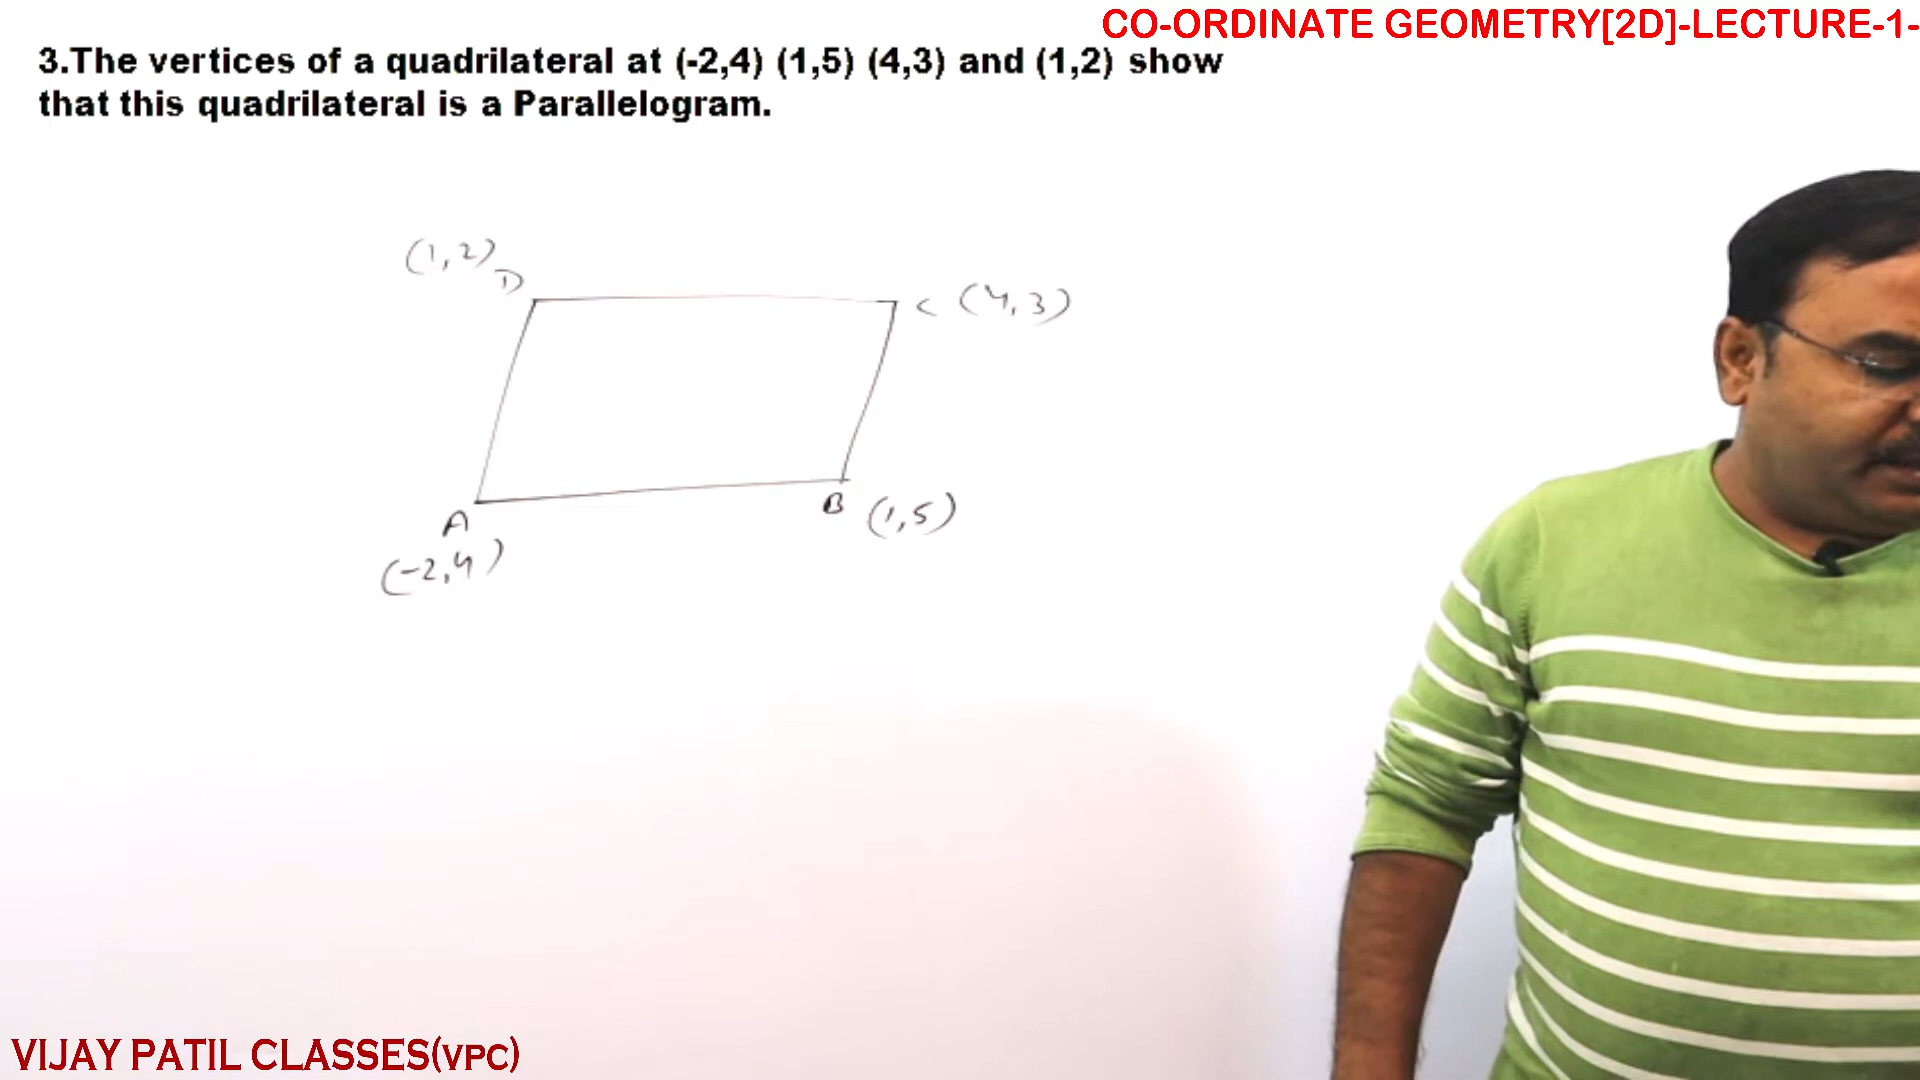 CO-ORDINATE GEOMETRY[2D]-LECTURE-1-
3.The vertices of a quadrilateral at (-2,4) (1,5) (4,3) and (1,2) show
that this quadrilateral is a Parallelogram.
(1,2)
D
C (4,3)
A
B (1,5)
(-2,4)
VIJAY PATIL CLASSES(VPC)